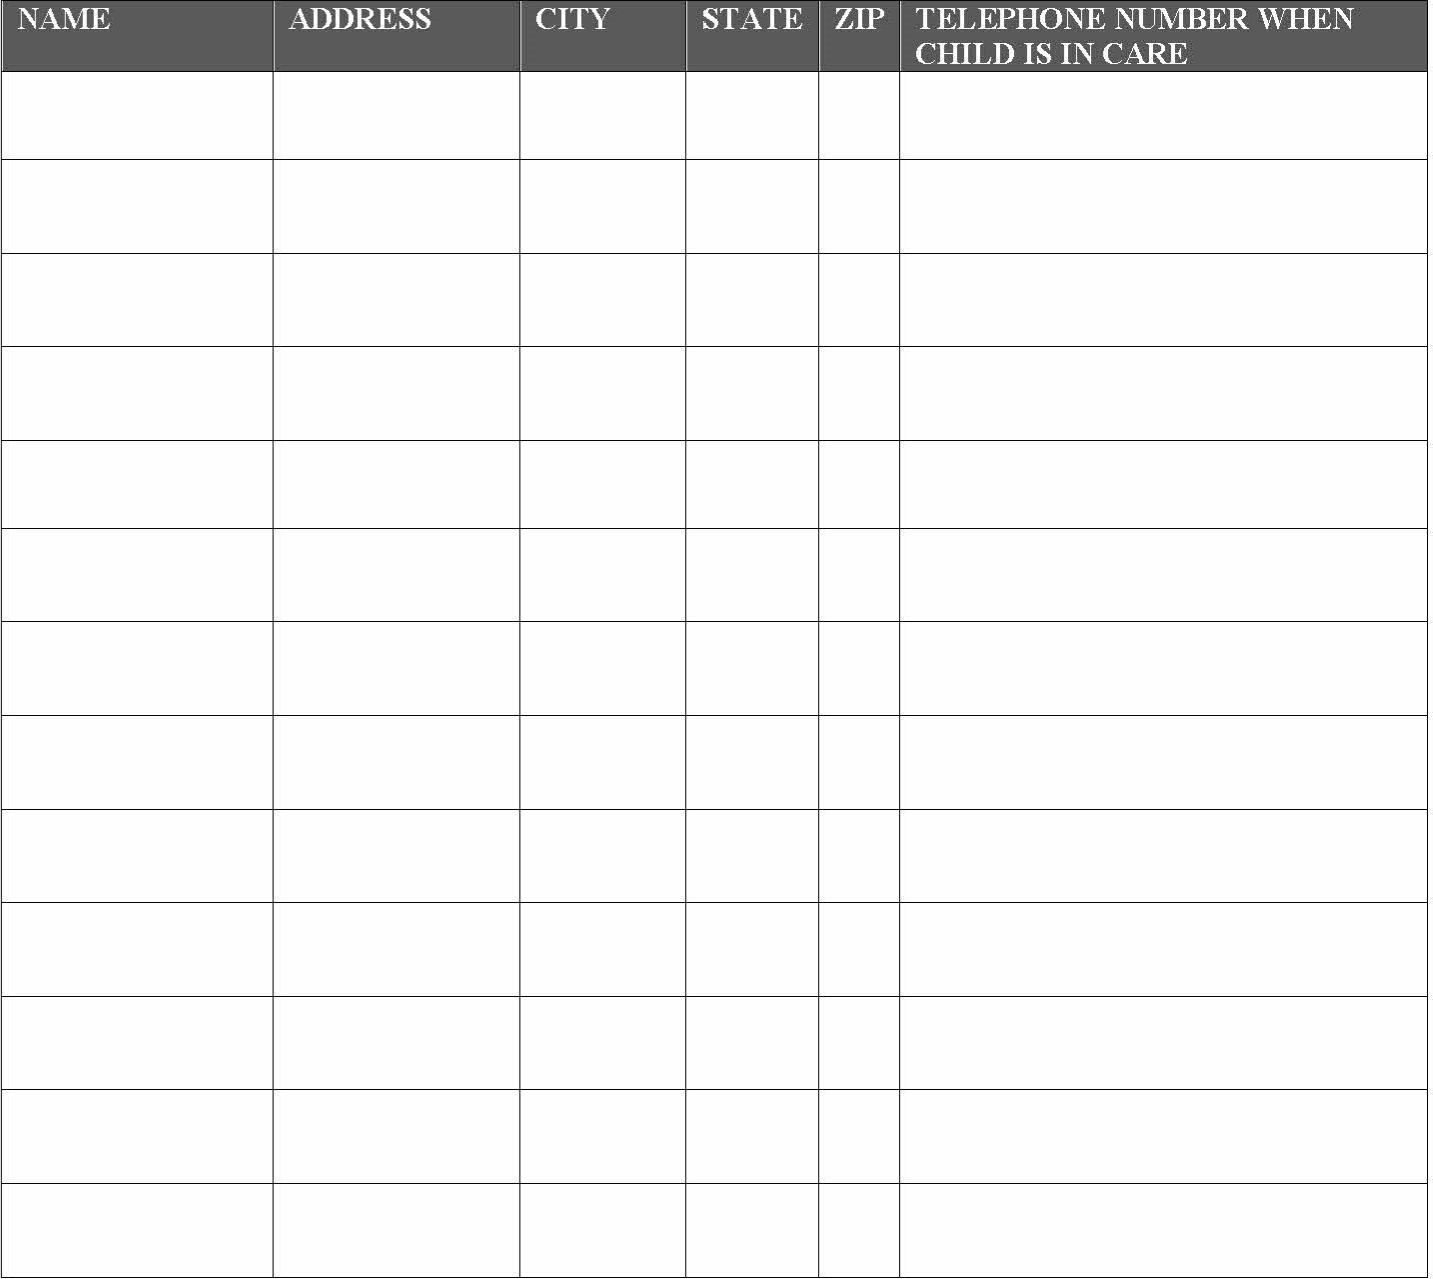 NAME ADDRESS CITY STATE ZIP TELEPHONE NUMBER WHEN
CHILD IS IN CARE